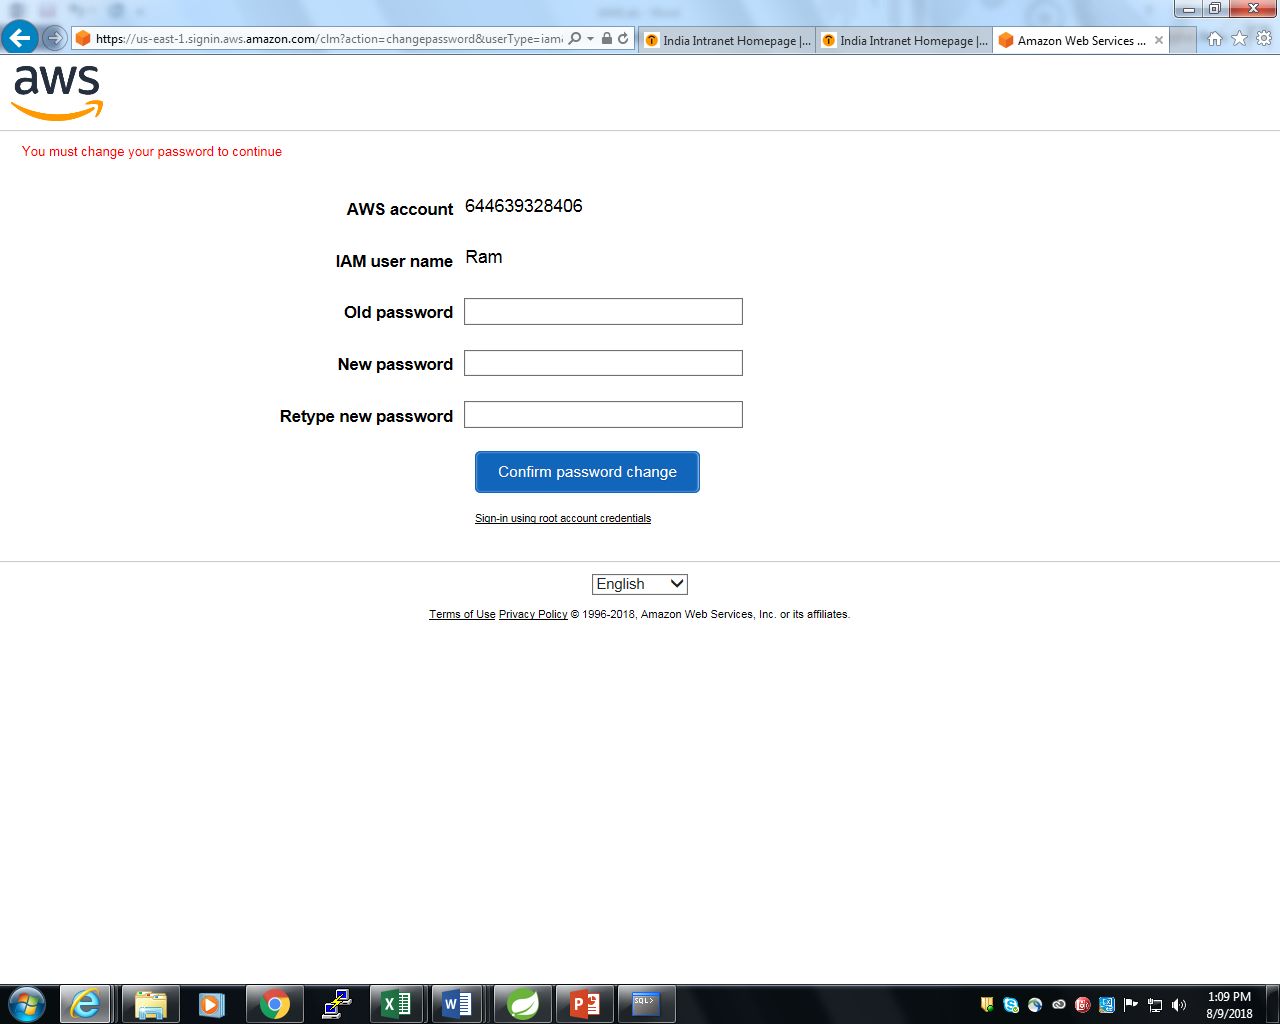 https://us-east-1.signin.aws.amazon.com/clm?action=changepassword&userType=iam
India Intranet Homepage |...
India Intranet Homepage |...
Amazon Web Services ...
aws
You must change your password to continue
AWS account 644639328406
IAM user name Ram
Old password
New password
Retype new password
Confirm password change
Sign-in using root account credentials
English
Terms of Use Privacy Policy © 1996-2018, Amazon Web Services, Inc. or its affiliates.
SQL>
1:09 PM
8/9/2018